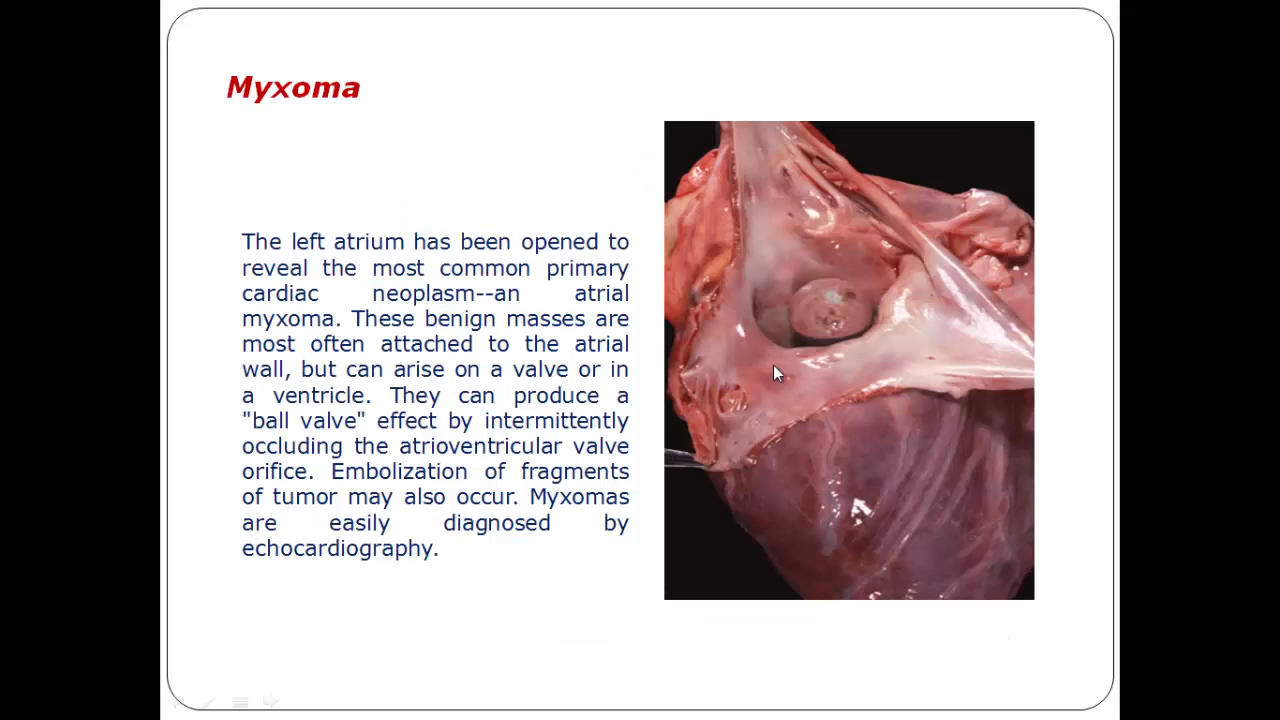 Myxoma
The left atrium has been opened to
reveal the most common primary
cardiac neoplasm--an atrial
myxoma. These benign masses are
most often attached to the atrial
wall, but can arise on a valve or in
a ventricle. They can produce a
"ball valve" effect by intermittently
occluding the atrioventricular valve
orifice. Embolization of fragments
of tumor may also occur. Myxomas
are easily diagnosed by
echocardiography.